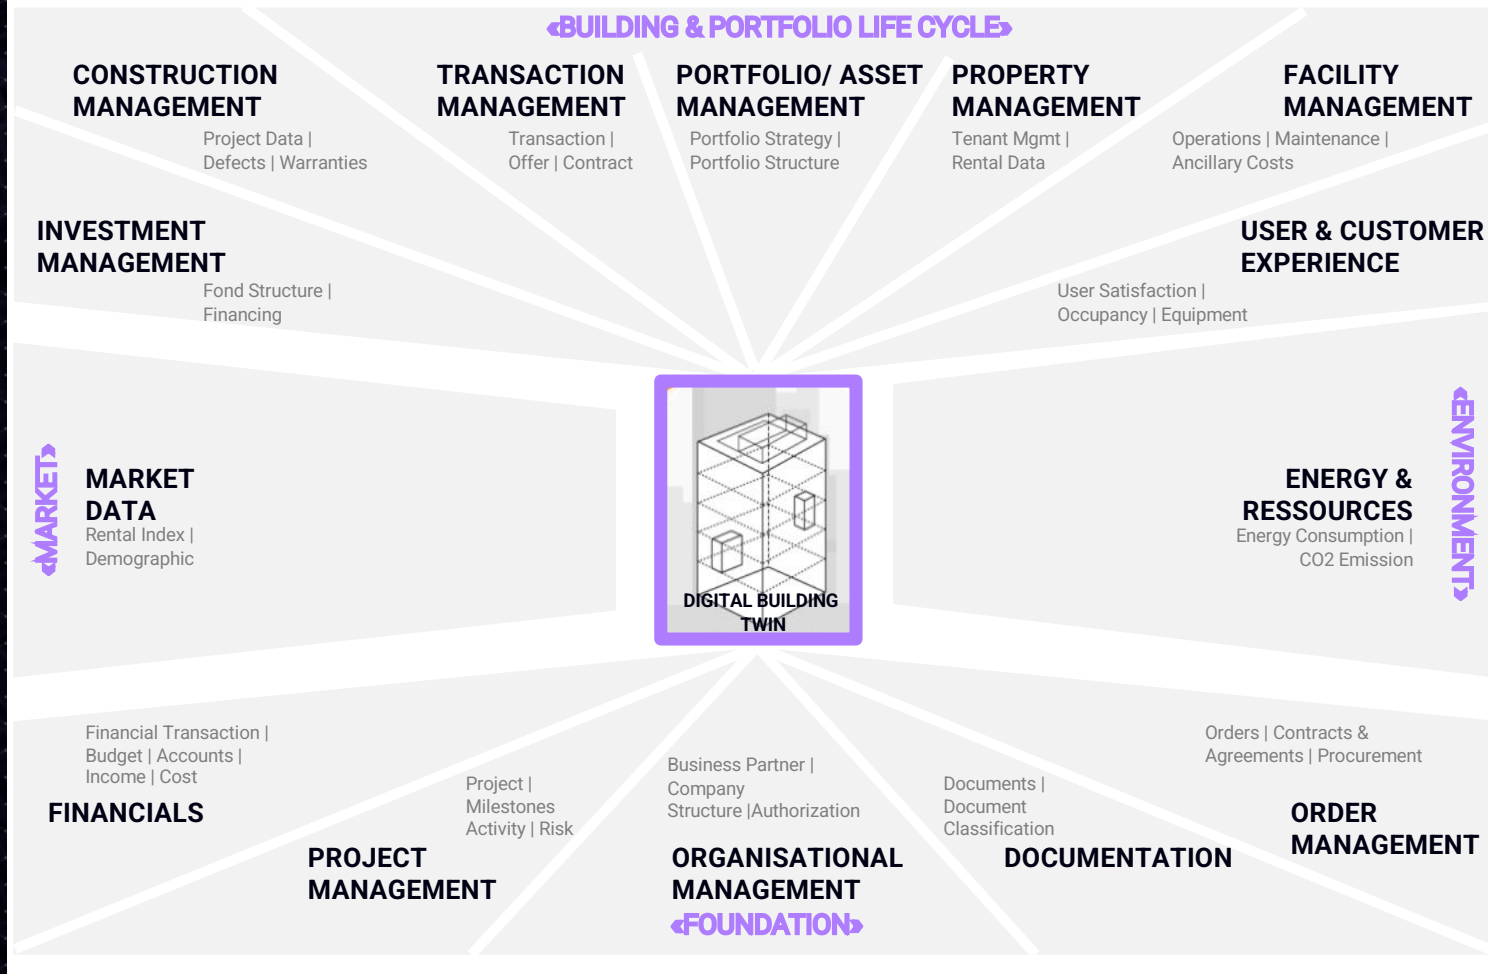 «BUILDING & PORTFOLIO LIFE CYCLE»
CONSTRUCTION
MANAGEMENT
Project Data |
Defects | Warranties
TRANSACTION
MANAGEMENT
Transaction |
Offer | Contract
PORTFOLIO/ ASSET
MANAGEMENT
Portfolio Strategy |
Portfolio Structure
PROPERTY
MANAGEMENT
Tenant Mgmt |
Rental Data
FACILITY
MANAGEMENT
Operations | Maintenance |
Ancillary Costs
INVESTMENT
MANAGEMENT
Fond Structure |
Financing
USER & CUSTOMER
EXPERIENCE
User Satisfaction |
Occupancy | Equipment
«MARKET»
MARKET
DATA
Rental Index |
Demographic
DIGITAL BUILDING
TWIN
ENERGY &
RESSOURCES
Energy Consumption |
CO2 Emission
«ENVIRONMENT»
Financial Transaction |
Budget | Accounts |
Income | Cost
FINANCIALS
Project |
Milestones
Activity | Risk
PROJECT
MANAGEMENT
Business Partner |
Company
Structure |Authorization
ORGANISATIONAL
MANAGEMENT
«FOUNDATION»
Documents |
Document
Classification
DOCUMENTATION
Orders | Contracts &
Agreements | Procurement
ORDER
MANAGEMENT